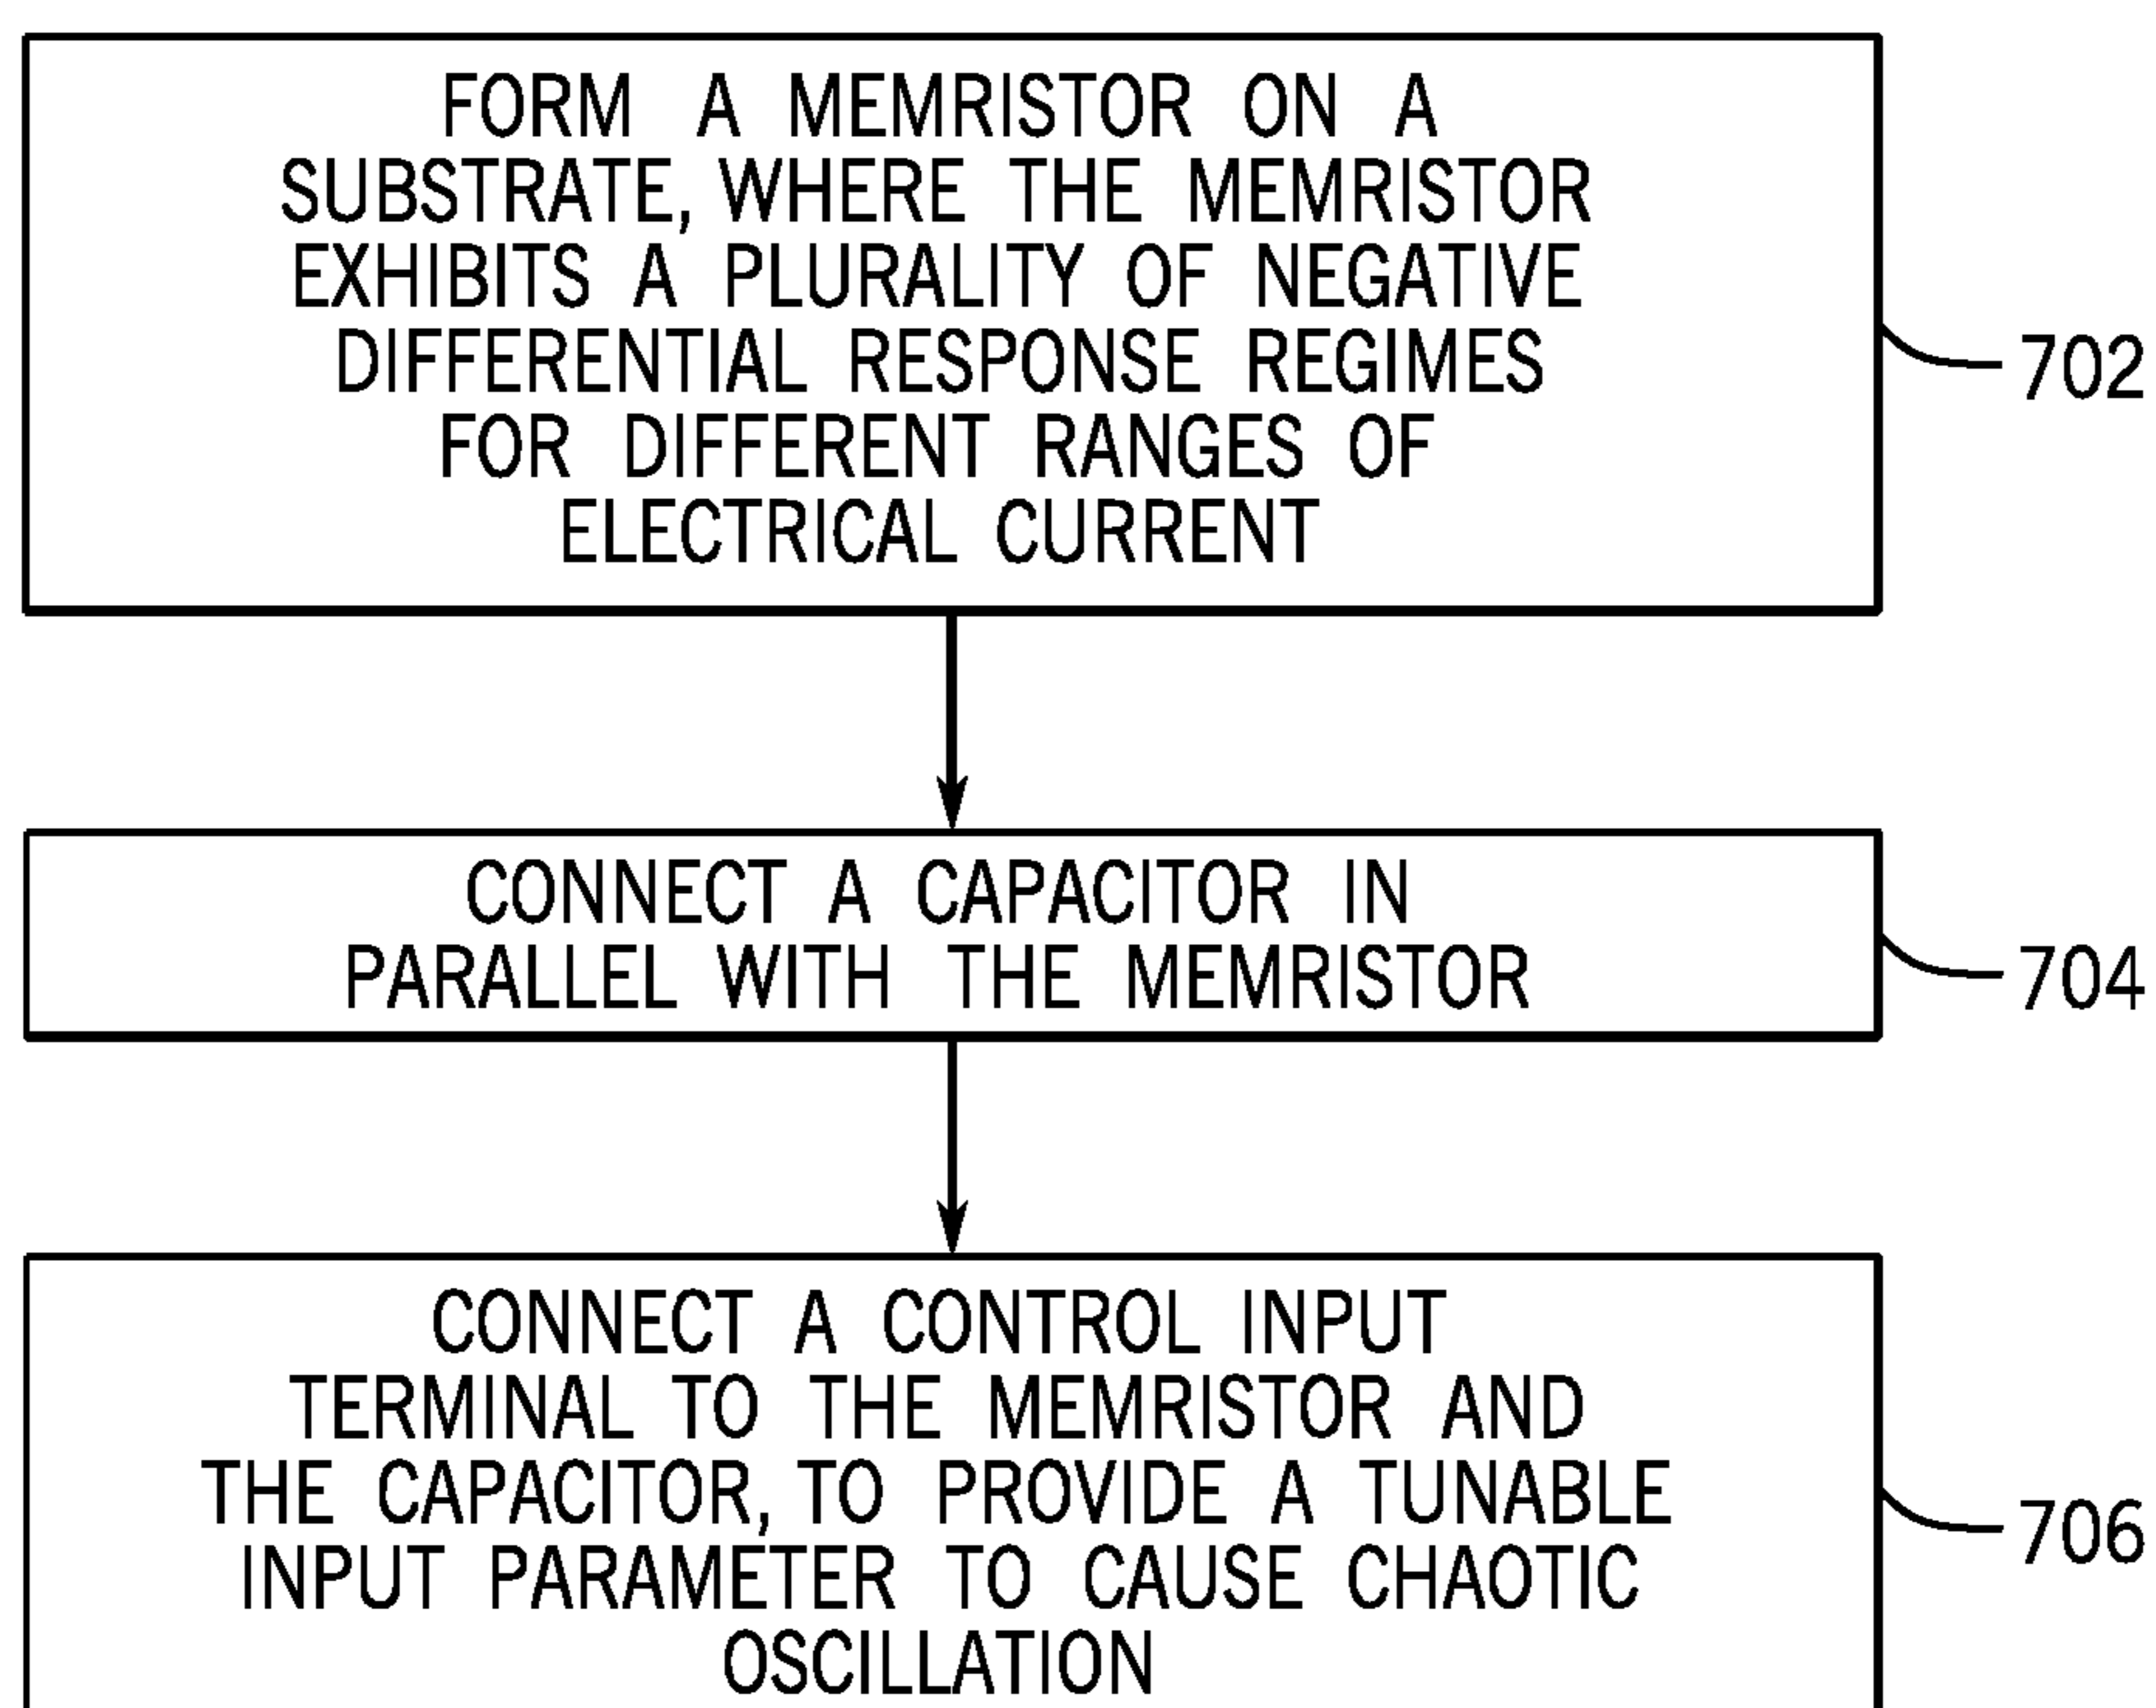 FORM A MEMRISTOR ON A
SUBSTRATE, WHERE THE MEMRISTOR
EXHIBITS A PLURALITY OF NEGATIVE
DIFFERENTIAL RESPONSE REGIMES
FOR DIFFERENT RANGES OF
ELECTRICAL CURRENT
702
CONNECT A CAPACITOR IN
PARALLEL WITH THE MEMRISTOR
704
CONNECT A CONTROL INPUT
TERMINAL TO THE MEMRISTOR AND
THE CAPACITOR, TO PROVIDE A TUNABLE
INPUT PARAMETER TO CAUSE CHAOTIC
OSCILLATION
706